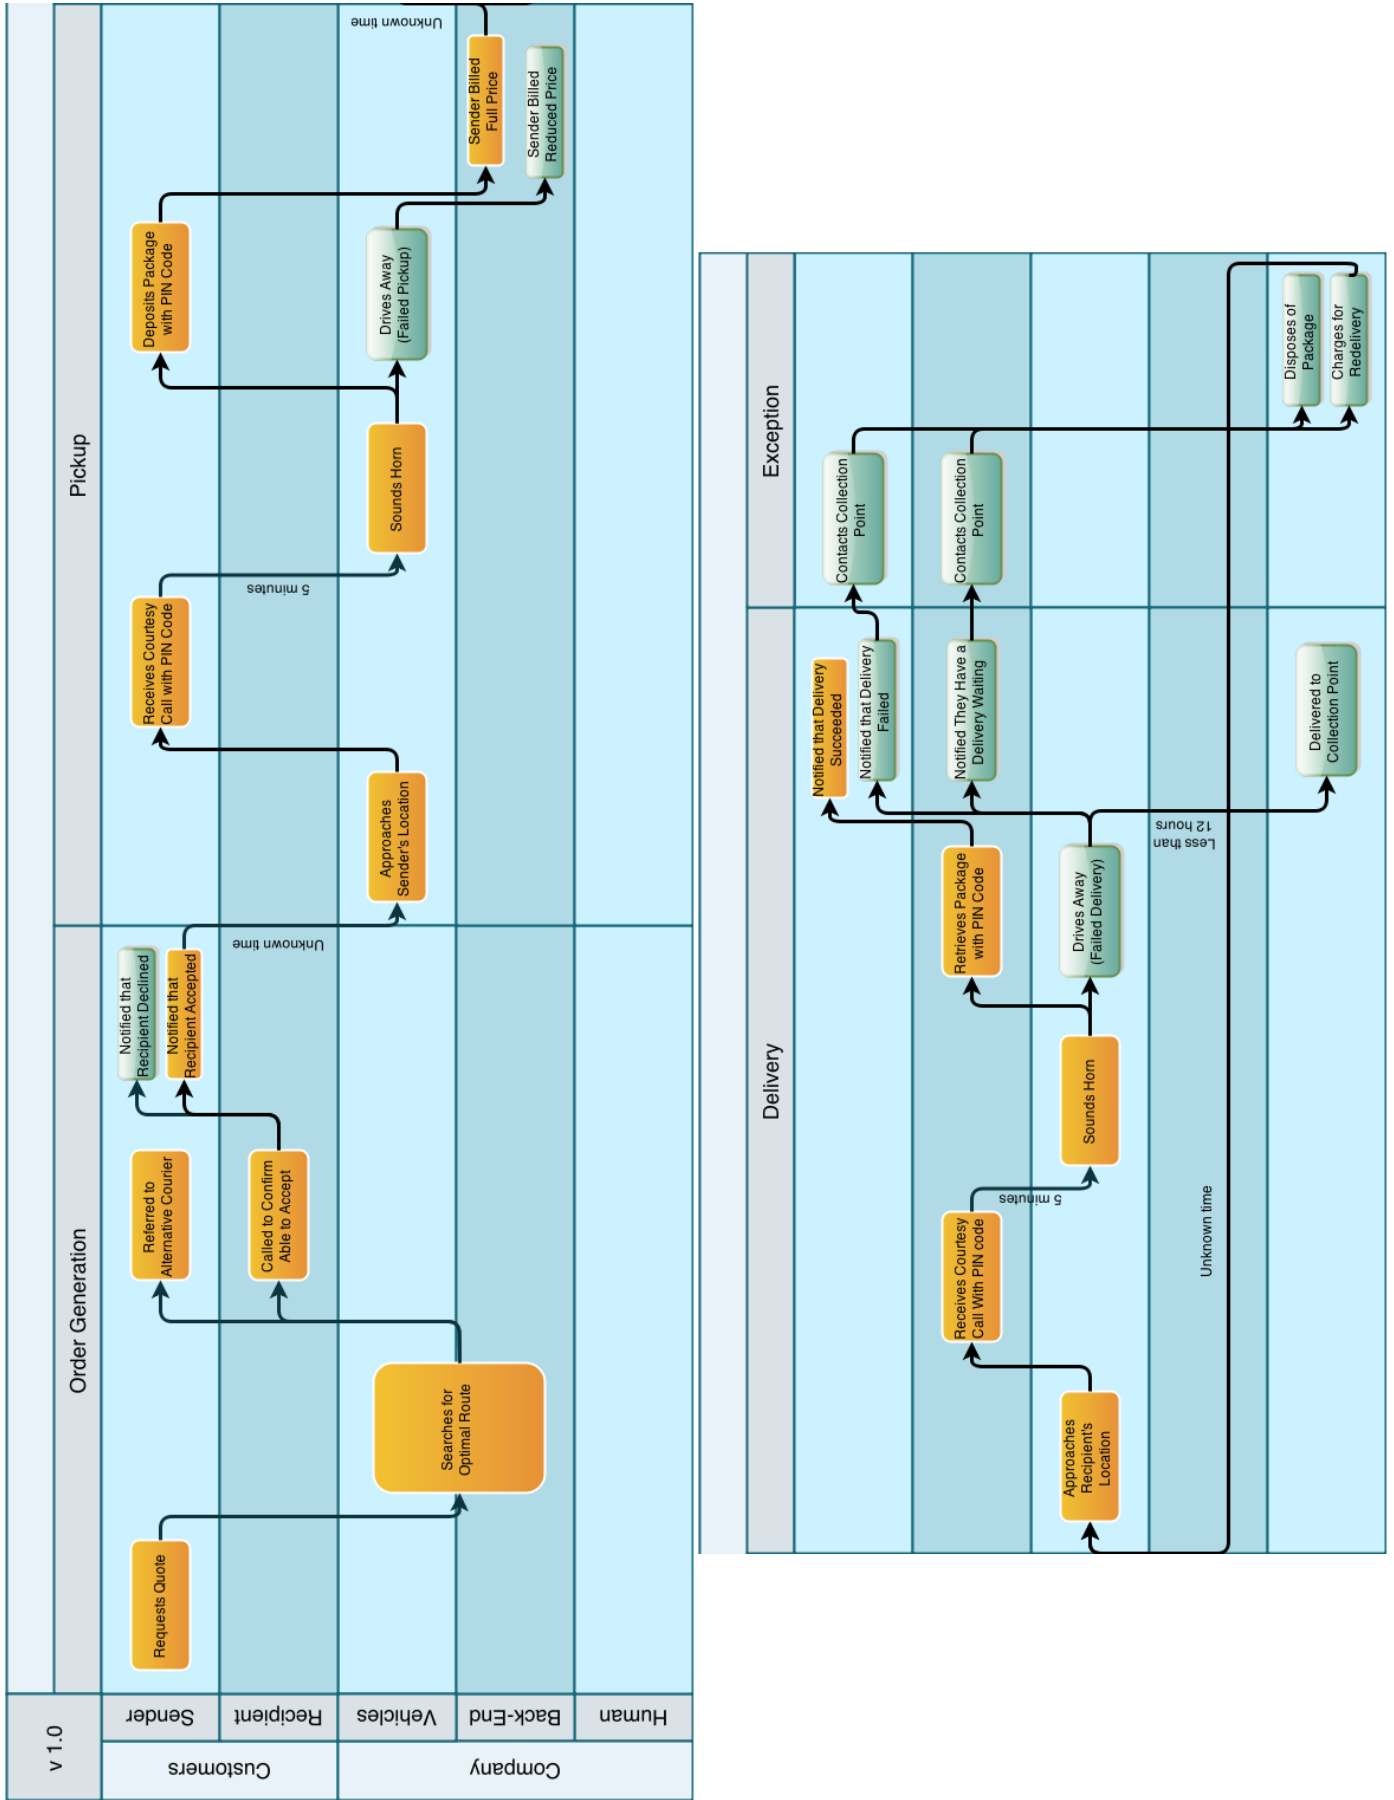 v 1.0
Customers
Company
Sender
Recipient
Vehicles
Back-End
Human
Order Generation
Requests Quote
Searches for
Optimal Route
Referred to
Alternative Courier
Called to Confirm
Able to Accept
Notified that
Recipient Declined
Notified that
Recipient Accepted
Unknown time
Pickup
Approaches
Sender's Location
Receives Courtesy
Call with PIN Code
5 minutes
Sounds Horn
Deposits Package
with PIN Code
Drives Away
(Failed Pickup)
Sender Billed
Full Price
Sender Billed
Reduced Price
Unknown time
Delivery
Approaches
Recipient's
Location
Receives Courtesy
Call With PIN code
5 minutes
Sounds Horn
Retrieves Package
with PIN Code
Drives Away
(Failed Delivery)
Notified that Delivery
Succeeded
Notified that Delivery
Failed
Notified They Have a
Delivery Waiting
Less than
12 hours
Delivered to
Collection Point
Unknown time
Exception
Contacts Collection
Point
Contacts Collection
Point
Disposes of
Package
Charges for
Redelivery